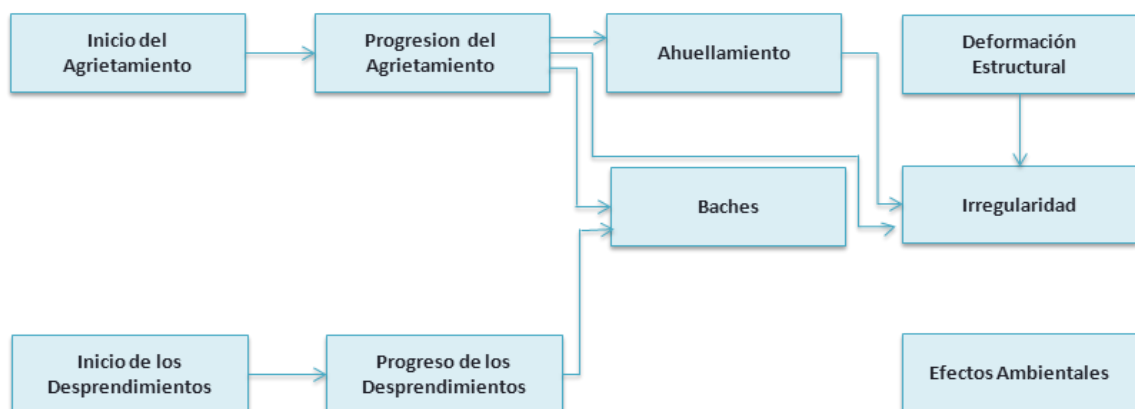 Inicio del
Agrietamiento
Progresion del
Agrietamiento
Ahuellamiento
Deformación
Estructural
Baches
Irregularidad
Inicio de los
Desprendimientos
Progreso de los
Desprendimientos
Efectos Ambientales